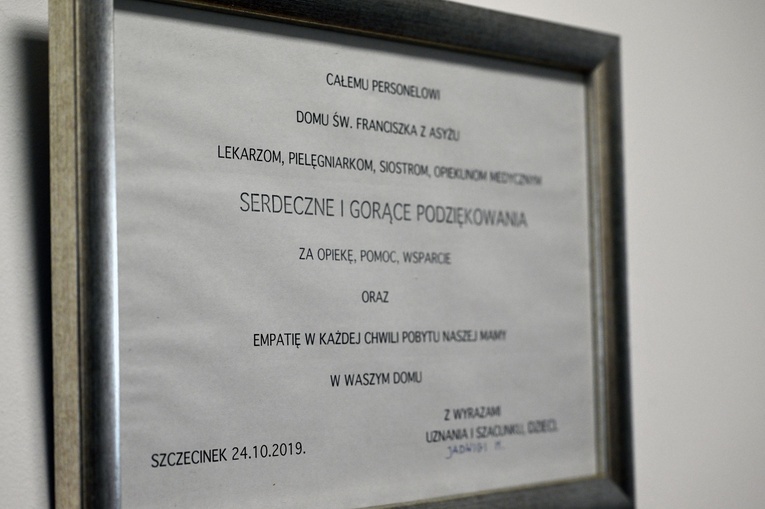 CAŁEMU PERSONELOWI
DOMU ŚW. FRANCISZKA Z ASYŻU
LEKARZOM, PIELĘGNIARKOM, SIOSTROM, OPIEKUNOM MEDYCZNYM
SERDECZNE I GORĄCE PODZIĘKOWANIA
ZA OPIEKĘ, POMOC, WSPARCIE
ORAZ
EMPATIĘ W KAŻDEJ CHWILI POBYTU NASZEJ MAMY
W WASZYM DOMU
Z WYRAZAMI
UZNANIA I SZACUNKU, DZIECI,
JADWIGI M.
SZCZECINEK 24.10.2019.